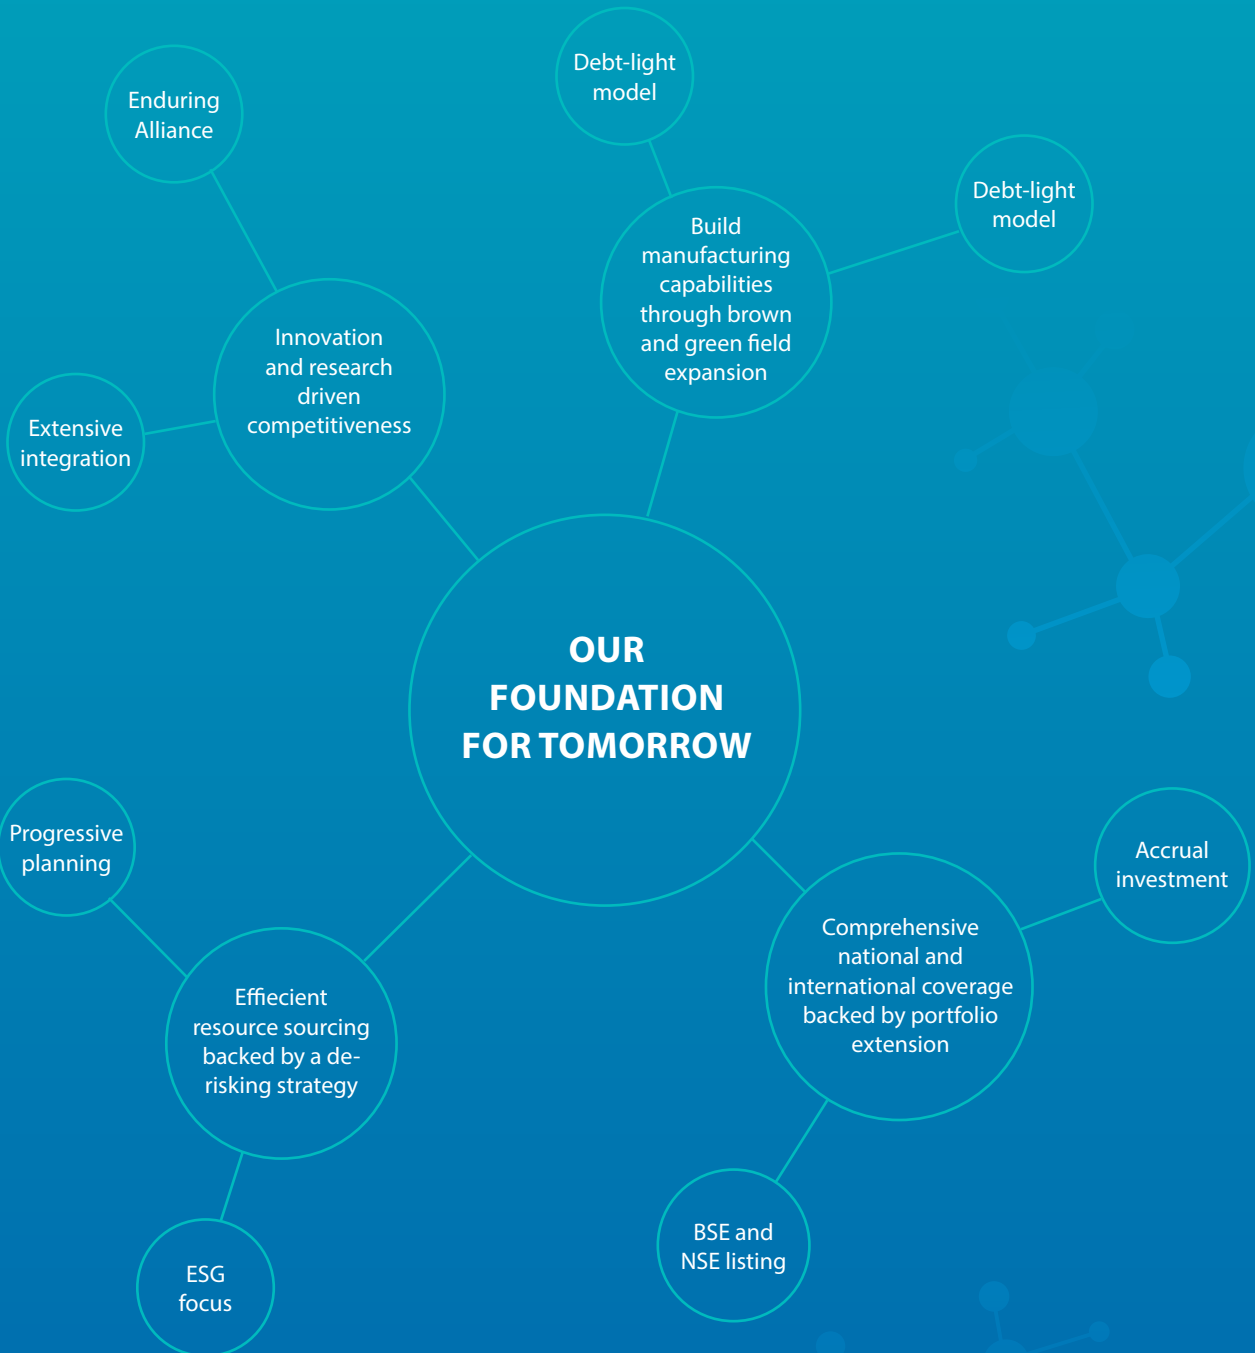 Debt-light
model
Enduring
Alliance
Debt-light
model
Build
manufacturing
capabilities
through brown
and green field
expansion
Innovation
and research
driven
competitiveness
Extensive
integration
OUR
FOUNDATION
FOR TOMORROW
Progressive
planning
Accrual
investment
Comprehensive
national and
international coverage
backed by portfolio
extension
Effiecient
resource sourcing
backed by a de-
risking strategy
BSE and
NSE listing
ESG
focus